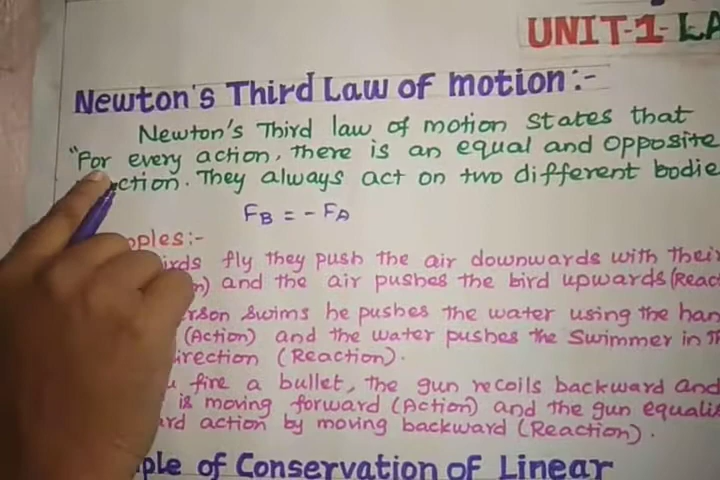 UNIT-1- LA
Newton's Third Law of motion :-
Newton's Third law of motion States that
"For every action, There is an equal and opposite
ction. They always act on two different bodie
FB = - FA
ples:-
irds fly they push the air downwards with their
) and the air pushes the bird upwards (Reac
rson Swims he pushes the water using the han
(Action) and the water pushes the Swimmer in Th
irection (Reaction).
fire a bullet, the gun recoils backward and
is moving forward (Action) and the gun equali
rd action by moving backward (Reaction).
ple of Conservation of Linear